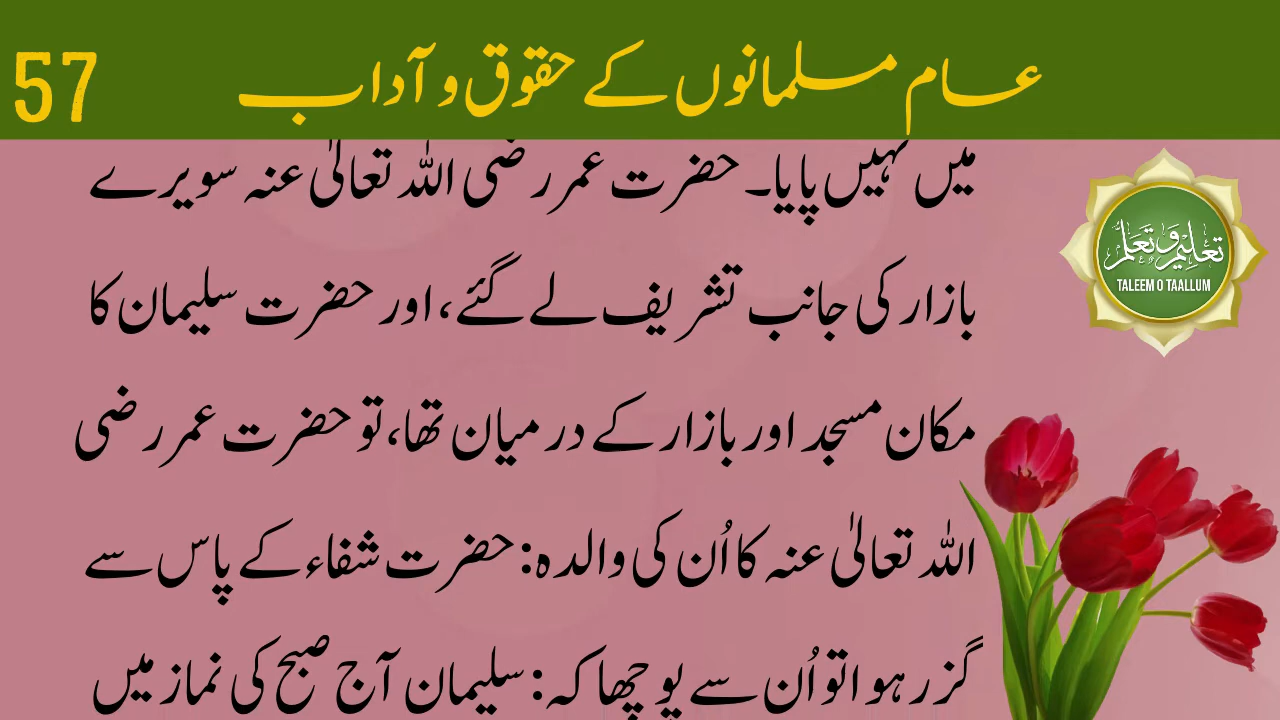 عام مسلمانوں کے حقوق و آداب
57
میں نہیں پایا۔ حضرت عمر رضی اللہ تعالیٰ عنہ سویرے
بازار کی جانب تشریف لے گئے، اور حضرت سلیمان کا
مکان مسجد اور بازار کے درمیان تھا، تو حضرت عمر رضی
اللہ تعالیٰ عنہ کا اُن کی والدہ: حضرت شفاء کے پاس سے
گزر ہوا تو اُن سے پوچھا کہ: سلیمان آج صبح کی نماز میں
تعلیم و تعلم
TALEEM O TAALLUM